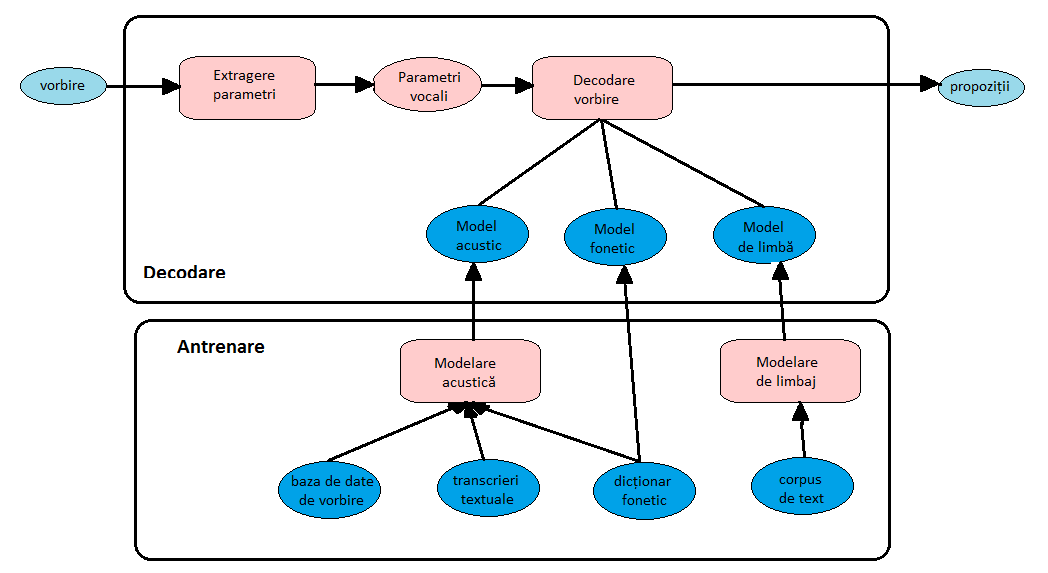 vorbire
Extragere
parametri
Parametri
vocali
Decodare
vorbire
propoziții
Model
acustic
Model
fonetic
Model
de limbă
Decodare
Antrenare
Modelare
acustică
Modelare
de limbaj
baza de date
de vorbire
transcrieri
textuale
dicționar
fonetic
corpus
de text